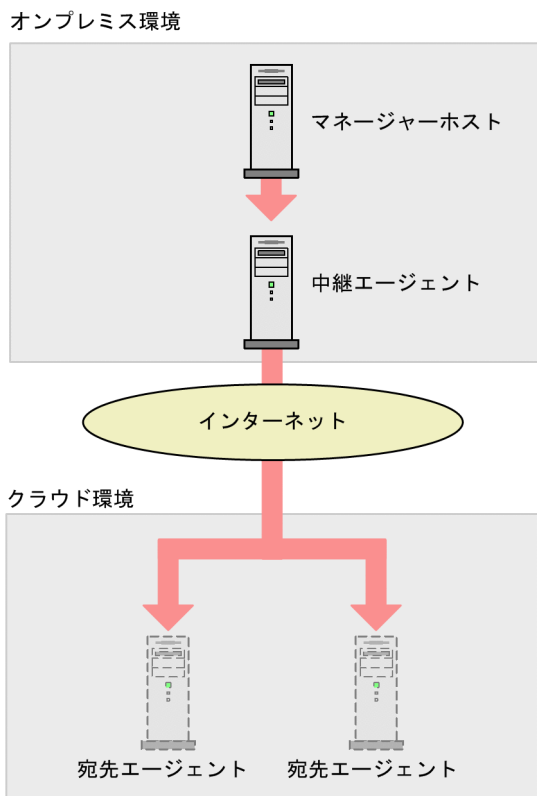 オンプレミス環境
マネージャーホスト
中継エージェント
インターネット
クラウド環境
宛先エージェント
宛先エージェント